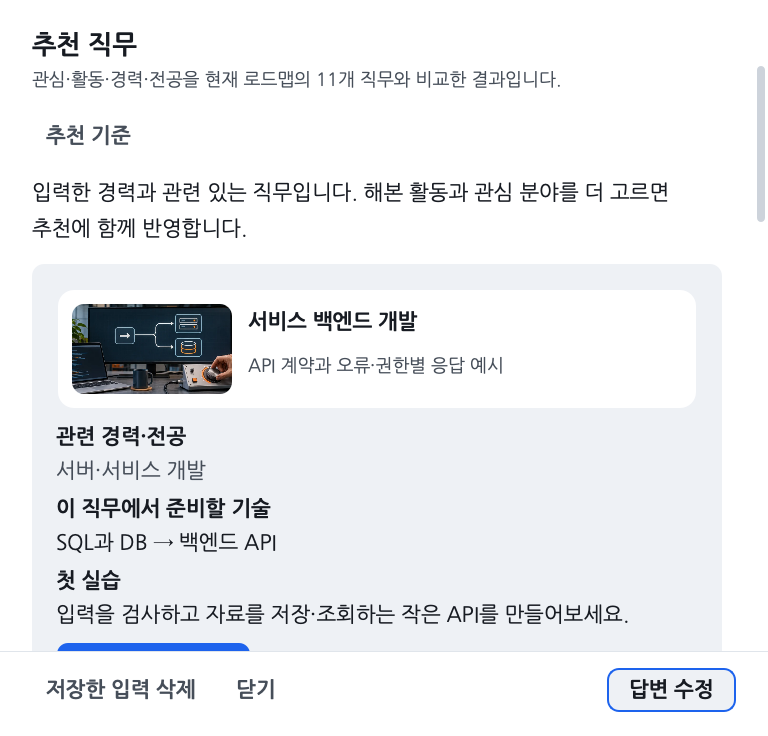 추천 직무
관심·활동·경력·전공을 현재 로드맵의 11개 직무와 비교한 결과입니다.
추천 기준
입력한 경력과 관련 있는 직무입니다. 해본 활동과 관심 분야를 더 고르면
추천에 함께 반영합니다.
서비스 백엔드 개발
API 계약과 오류·권한별 응답 예시
관련 경력·전공
서버·서비스 개발
이 직무에서 준비할 기술
SQL과 DB → 백엔드 API
첫 실습
입력을 검사하고 자료를 저장·조회하는 작은 API를 만들어보세요.
저장한 입력 삭제
닫기
답변 수정